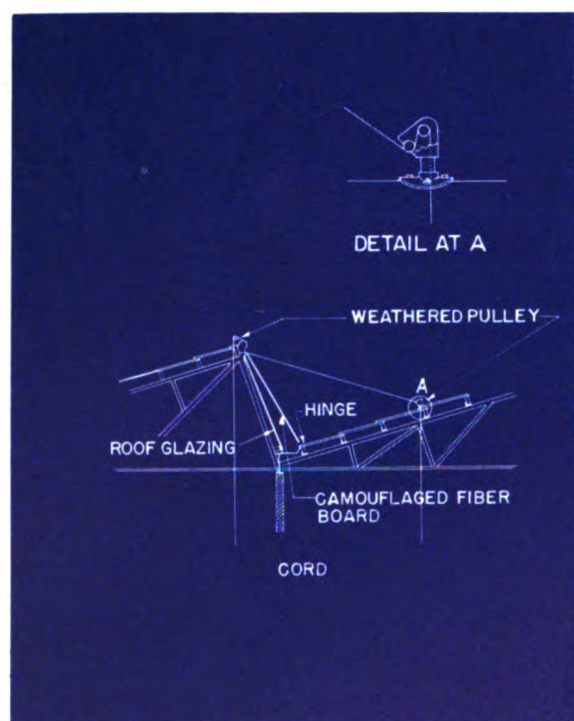 DETAIL AT A
WEATHERED PULLEY
A
HINGE
ROOF GLAZING
CAMOUFLAGED FIBER
BOARD
CORD